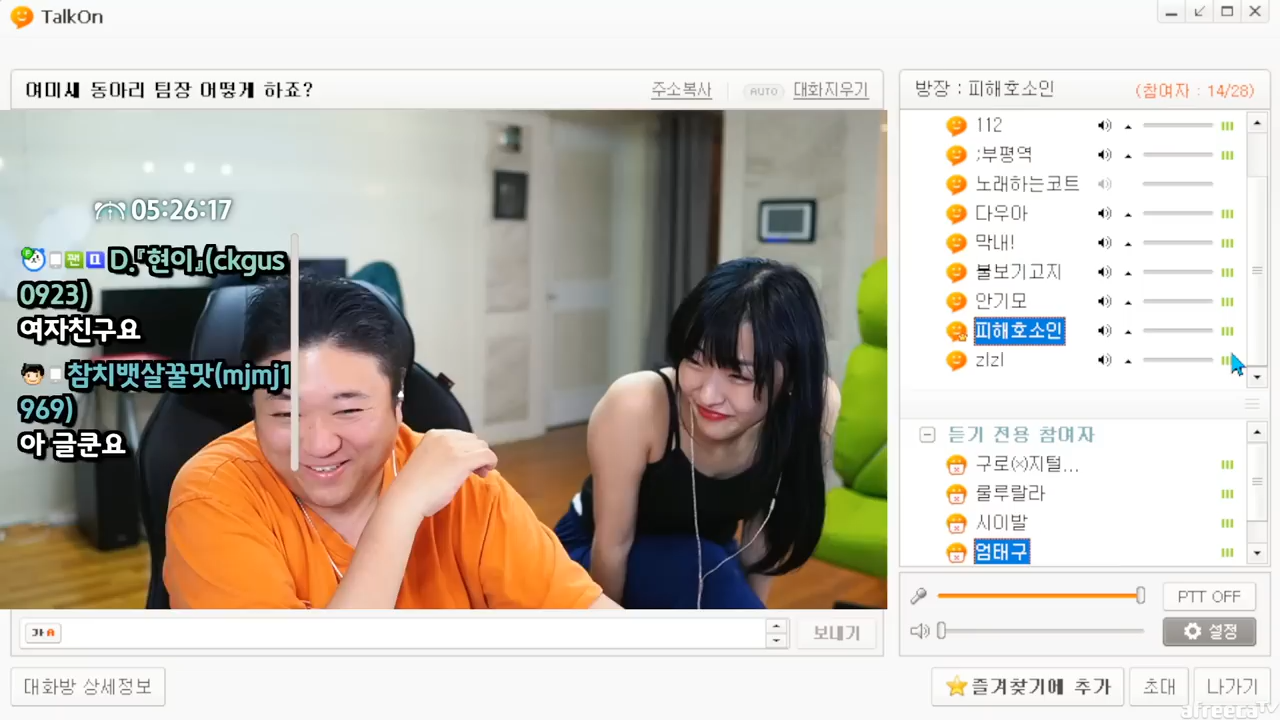 TalkOn
여미새 동아리 팀장 어떻게 하죠?
주소복사
AUTO
대화지우기
05:26:17
팬
D.『현이』(ckgus
0923)
여자친구요
참치뱃살꿀맛(mjmj1
969)
아 글쿤요
가A
보내기
대화방 상세정보
방장 : 피해호소인
(참여자 : 14/28)
112
;부평역
노래하는코트
다우아
막내!
불보기고지
안기모
피해호소인
zlzl
듣기 전용 참여자
구로(×)지털...
룰루랄라
시이발
엄태구
PTT OFF
설정
즐겨찾기에 추가
초대
나가기
afreecaTV